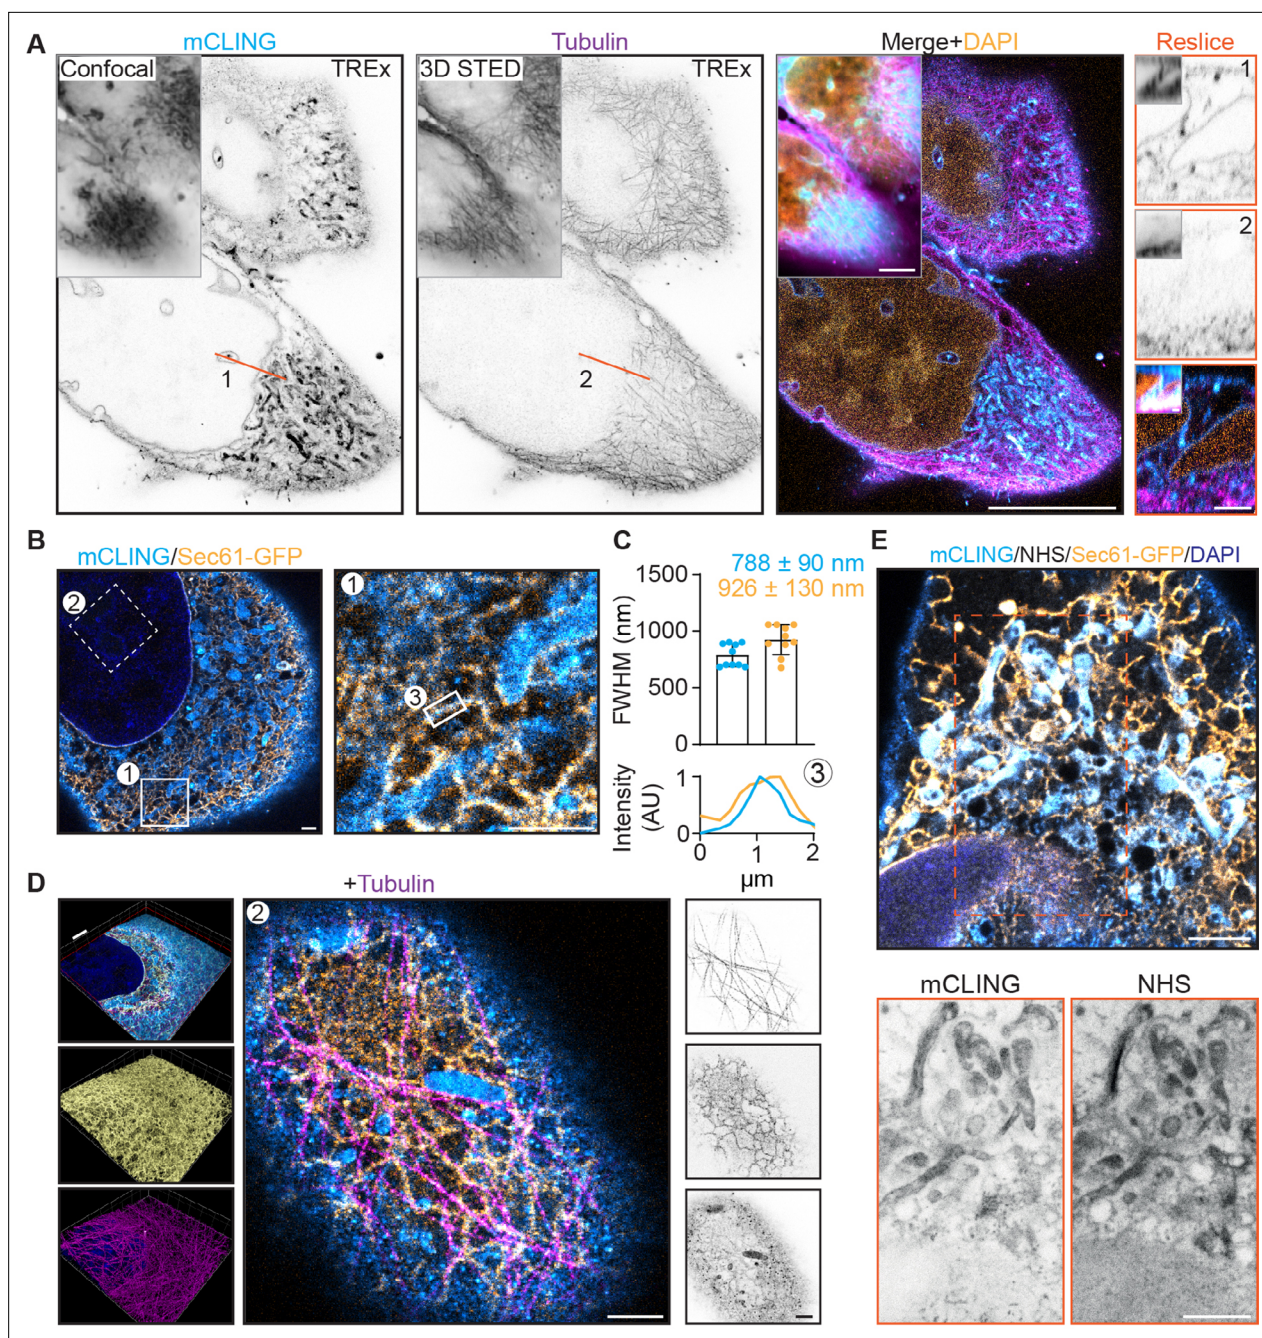 A
mCLING
Tubulin
Merge+DAPI
Reslice
Confocal
TREx
3D STED
TREx
1
2
1
2
B
mCLING/Sec61-GFP
2
1
1
3
C
788 ± 90 nm
926 ± 130 nm
1500
1000
500
0
FWHM (nm)
3
1
0
Intensity
(AU)
0
1
2
µm
E
mCLING/NHS/Sec61-GFP/DAPI
D
+Tubulin
2
mCLING
NHS